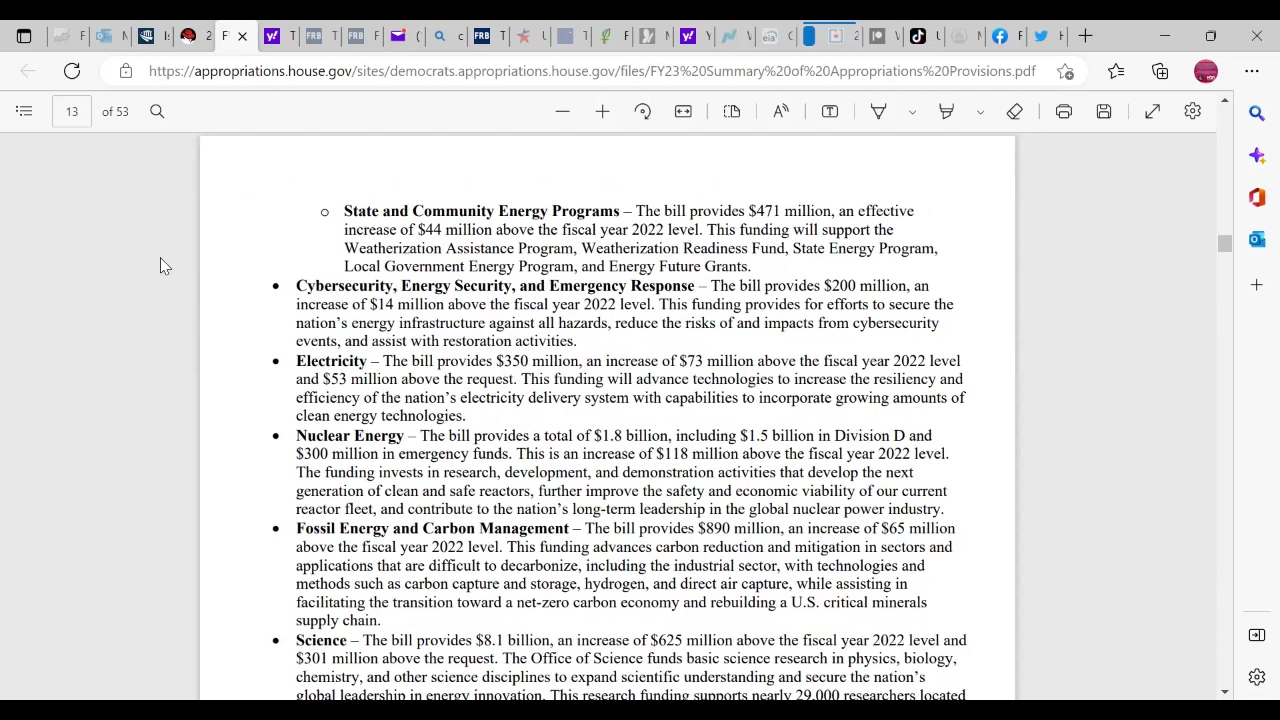 https://appropriations.house.gov/sites/democrats.appropriations.house.gov/files/FY23%20Summary%20of%20Appropriations%20Provisions.pdf
13 of 53
o State and Community Energy Programs – The bill provides $471 million, an effective
increase of $44 million above the fiscal year 2022 level. This funding will support the
Weatherization Assistance Program, Weatherization Readiness Fund, State Energy Program,
Local Government Energy Program, and Energy Future Grants.
• Cybersecurity, Energy Security, and Emergency Response – The bill provides $200 million, an
increase of $14 million above the fiscal year 2022 level. This funding provides for efforts to secure the
nation's energy infrastructure against all hazards, reduce the risks of and impacts from cybersecurity
events, and assist with restoration activities.
• Electricity – The bill provides $350 million, an increase of $73 million above the fiscal year 2022 level
and $53 million above the request. This funding will advance technologies to increase the resiliency and
efficiency of the nation's electricity delivery system with capabilities to incorporate growing amounts of
clean energy technologies.
• Nuclear Energy – The bill provides a total of $1.8 billion, including $1.5 billion in Division D and
$300 million in emergency funds. This is an increase of $118 million above the fiscal year 2022 level.
The funding invests in research, development, and demonstration activities that develop the next
generation of clean and safe reactors, further improve the safety and economic viability of our current
reactor fleet, and contribute to the nation's long-term leadership in the global nuclear power industry.
• Fossil Energy and Carbon Management – The bill provides $890 million, an increase of $65 million
above the fiscal year 2022 level. This funding advances carbon reduction and mitigation in sectors and
applications that are difficult to decarbonize, including the industrial sector, with technologies and
methods such as carbon capture and storage, hydrogen, and direct air capture, while assisting in
facilitating the transition toward a net-zero carbon economy and rebuilding a U.S. critical minerals
supply chain.
• Science – The bill provides $8.1 billion, an increase of $625 million above the fiscal year 2022 level and
$301 million above the request. The Office of Science funds basic science research in physics, biology,
chemistry, and other science disciplines to expand scientific understanding and secure the nation's
global leadership in energy innovation. This research funding supports nearly 29,000 researchers located